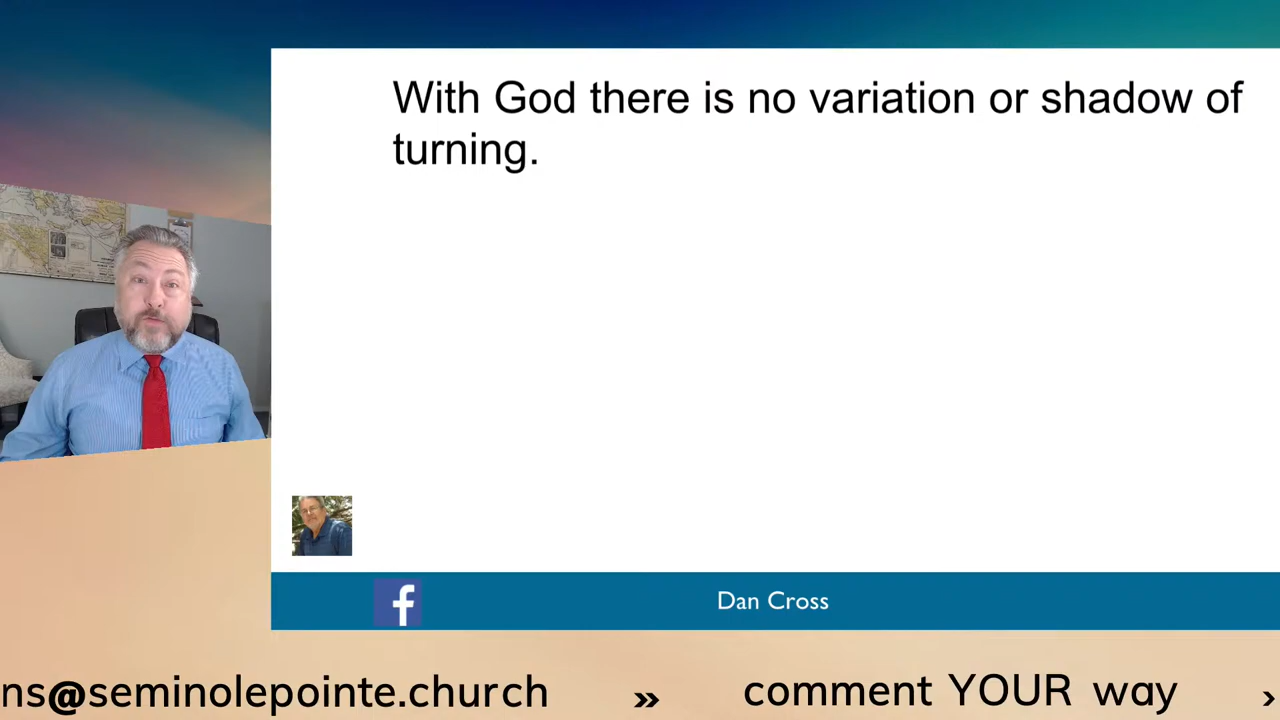 With God there is no variation or shadow of
turning.
f
Dan Cross
ns@seminolepointe.church » comment YOUR way ›